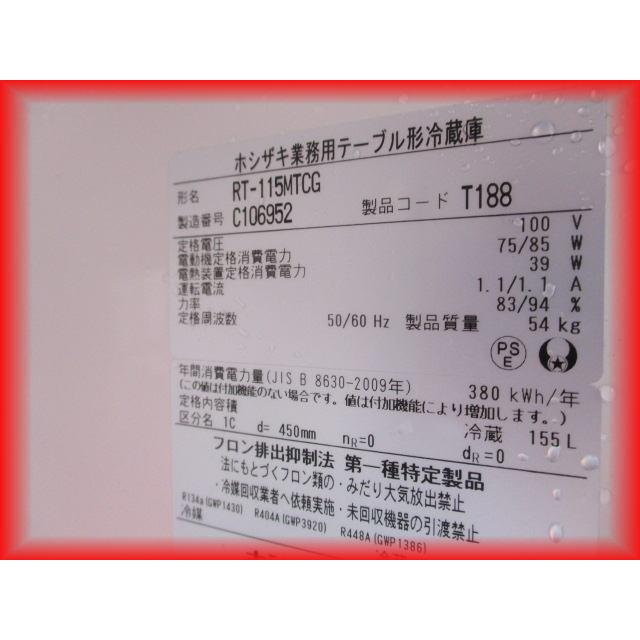 ホシザキ業務用テーブル形冷蔵庫
形名 RT-115MTCG
製造番号 C106952 製品コード T188
定格電圧 100 V
電動機定格消費電力 75/85 W
電熱装置定格消費電力 39 W
運転電流 1.1/1.1 A
力率 83/94 %
定格周波数 50/60 Hz 製品質量 54 kg
PS
E
年間消費電力量(JIS B 8630-2009年) 380 kWh/年
(この値は付加機能のない場合です。値は付加機能により増加します。)
定格内容積 冷蔵 155 L
区分名 1C d= 450mm nR=0 dR=0
フロン排出抑制法 第一種特定製品
法にもとづくフロン類の・みだり大気放出禁止
・冷媒回収業者へ依頼実施・未回収機器の引渡禁止
R134a(GWP1430) R404A(GWP3920) R448A(GWP1386)
冷媒